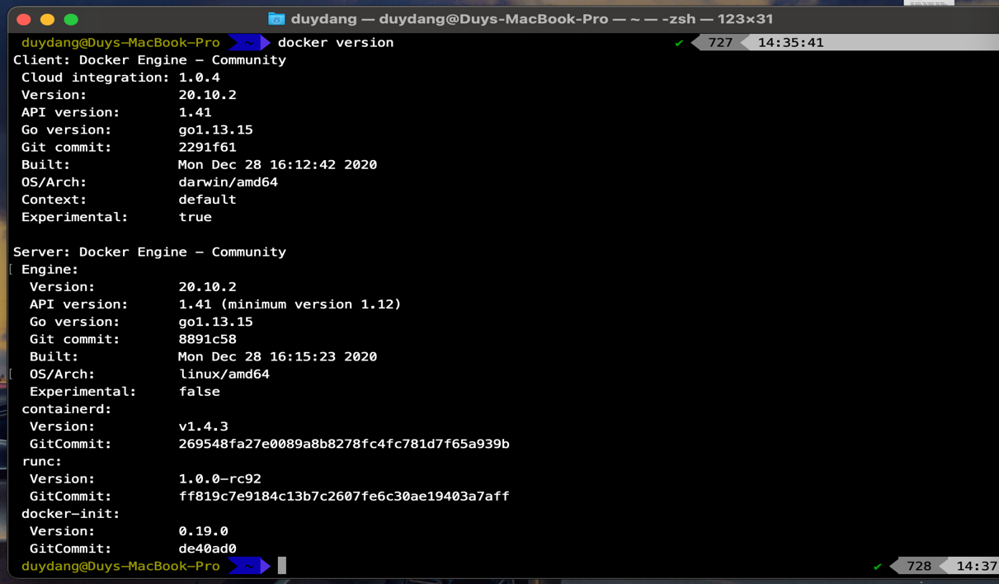 duydang — duydang@Duys-MacBook-Pro — ~ — -zsh — 123×31
duydang@Duys-MacBook-Pro ~ docker version ✔ 727 14:35:41
Client: Docker Engine - Community
Cloud integration: 1.0.4
Version: 20.10.2
API version: 1.41
Go version: go1.13.15
Git commit: 2291f61
Built: Mon Dec 28 16:12:42 2020
OS/Arch: darwin/amd64
Context: default
Experimental: true
Server: Docker Engine - Community
[ Engine:
Version: 20.10.2
API version: 1.41 (minimum version 1.12)
Go version: go1.13.15
Git commit: 8891c58
Built: Mon Dec 28 16:15:23 2020
[ OS/Arch: linux/amd64
Experimental: false
containerd:
Version: v1.4.3
GitCommit: 269548fa27e0089a8b8278fc4fc781d7f65a939b
runc:
Version: 1.0.0-rc92
GitCommit: ff819c7e9184c13b7c2607fe6c30ae19403a7aff
docker-init:
Version: 0.19.0
GitCommit: de40ad0
duydang@Duys-MacBook-Pro ~ ✔ 728 14:37